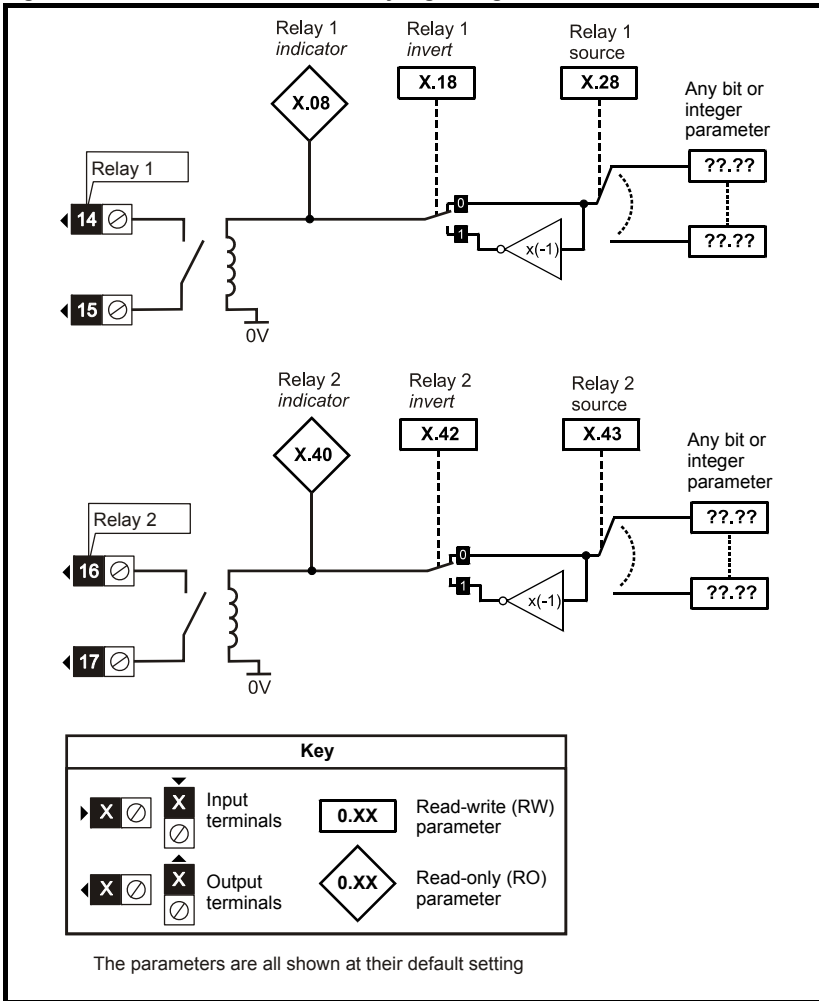 Relay 1
indicator
Relay 1
invert
Relay 1
source
X.08
X.18
X.28
Any bit or
integer
parameter
??.??
??.??
Relay 1
14
15
0
1
x(-1)
0V
Relay 2
indicator
Relay 2
invert
Relay 2
source
X.40
X.42
X.43
Any bit or
integer
parameter
??.??
??.??
Relay 2
16
17
0
1
x(-1)
0V
Key
X
X
Input
terminals
0.XX
Read-write (RW)
parameter
X
X
Output
terminals
0.XX
Read-only (RO)
parameter
The parameters are all shown at their default setting